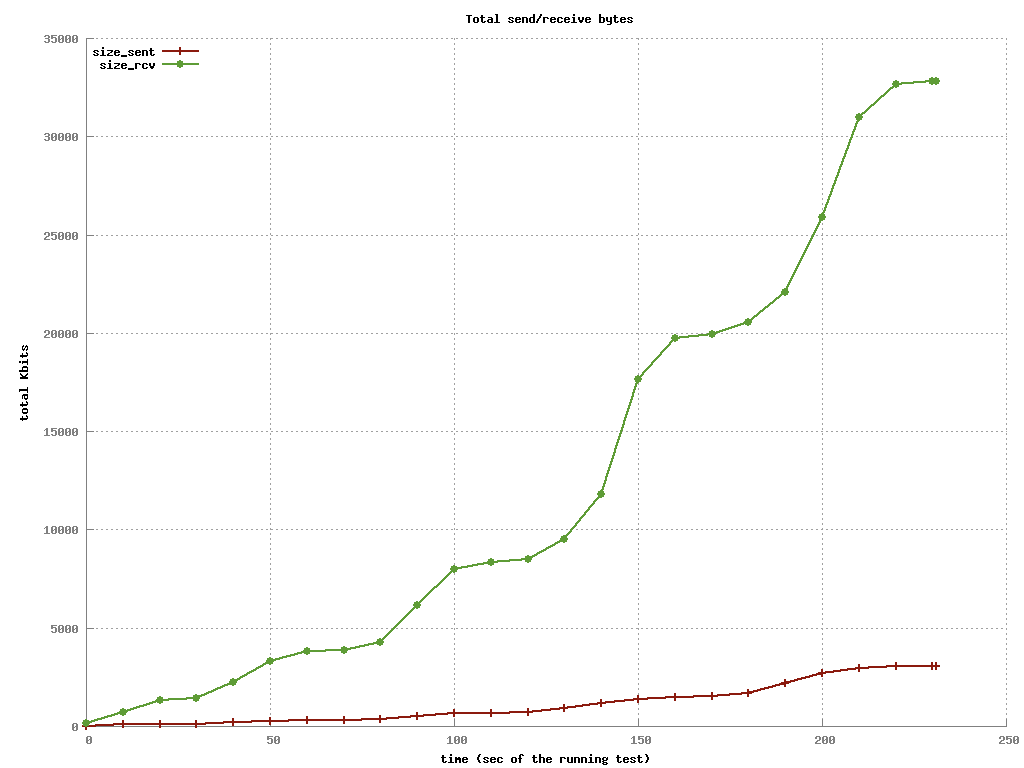 Total send/receive bytes
size_sent
size_rcv
35000
30000
25000
20000
15000
10000
5000
0
total Kbits
0 50 100 150 200 250
time (sec of the running test)